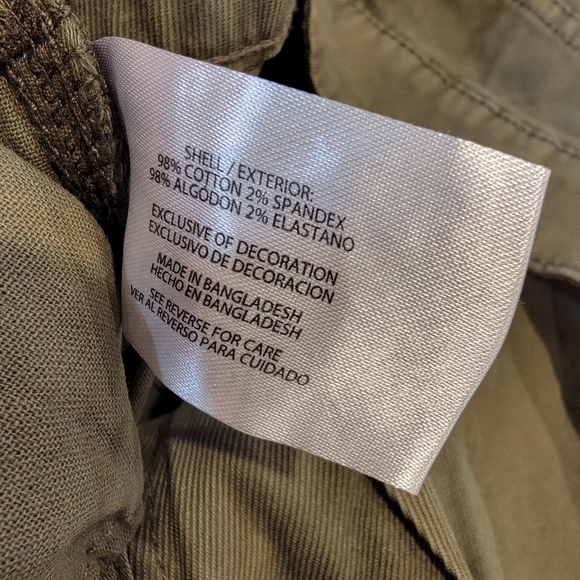 SHELL / EXTERIOR:
98% COTTON 2% SPANDEX
98% ALGODON 2% ELASTANO
EXCLUSIVE OF DECORATION
EXCLUSIVO DE DECORACION
MADE IN BANGLADESH
HECHO EN BANGLADESH
SEE REVERSE FOR CARE
VER AL REVERSO PARA CUIDADO